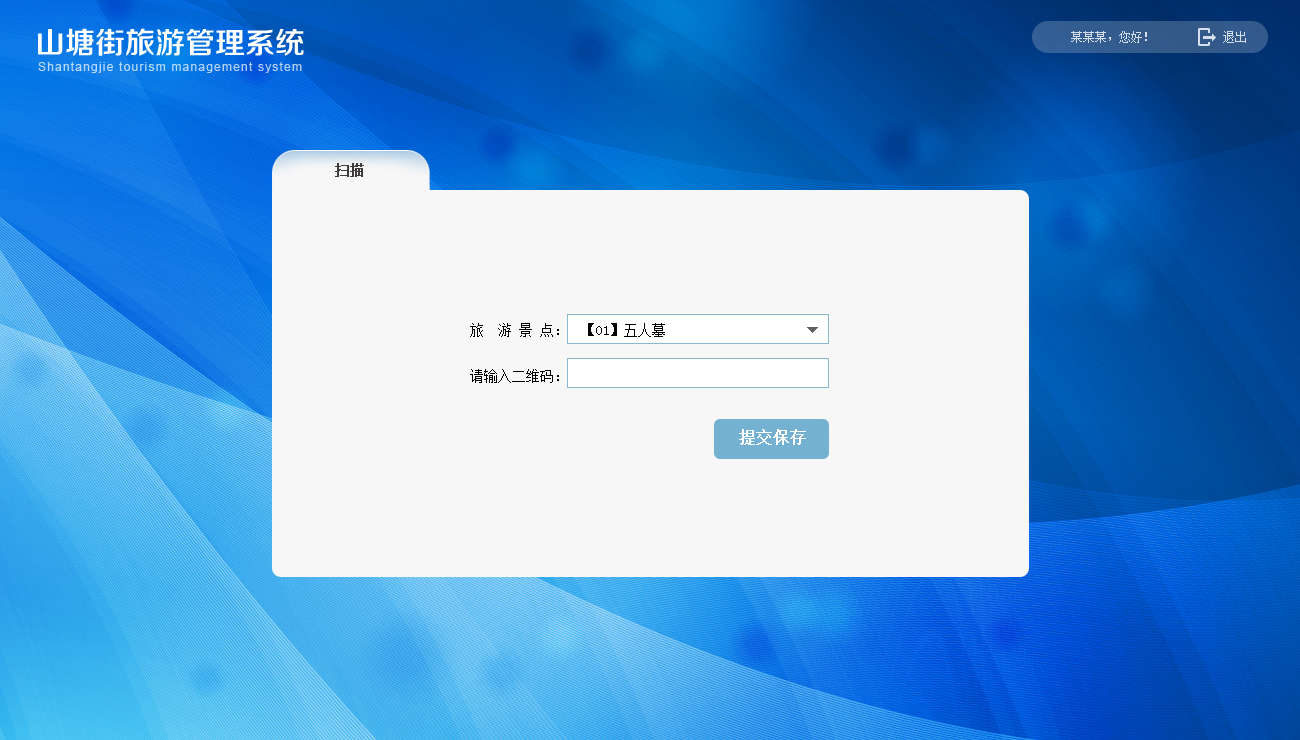 山塘街旅游管理系统
Shantangjie tourism management system
某某某，您好！ 退出
扫描
旅 游 景 点： 【01】五人墓
请输入二维码：
提交保存